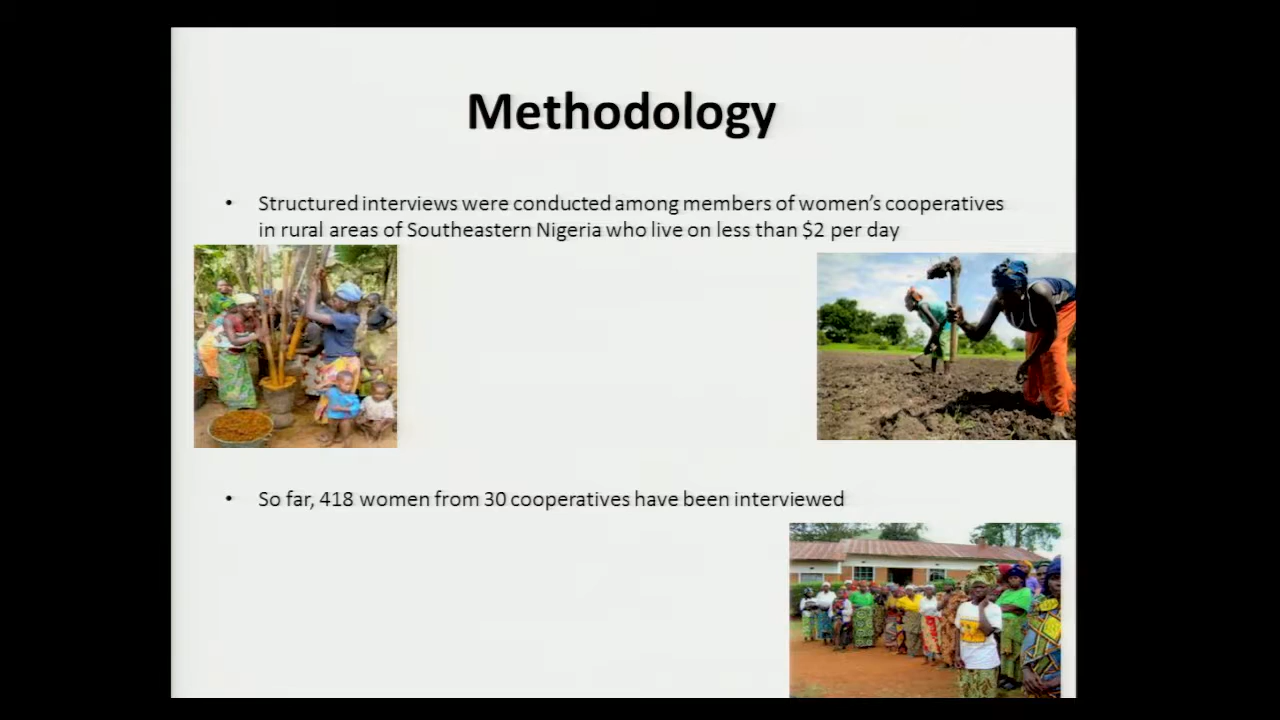 Methodology
• Structured interviews were conducted among members of women's cooperatives
in rural areas of Southeastern Nigeria who live on less than $2 per day
• So far, 418 women from 30 cooperatives have been interviewed